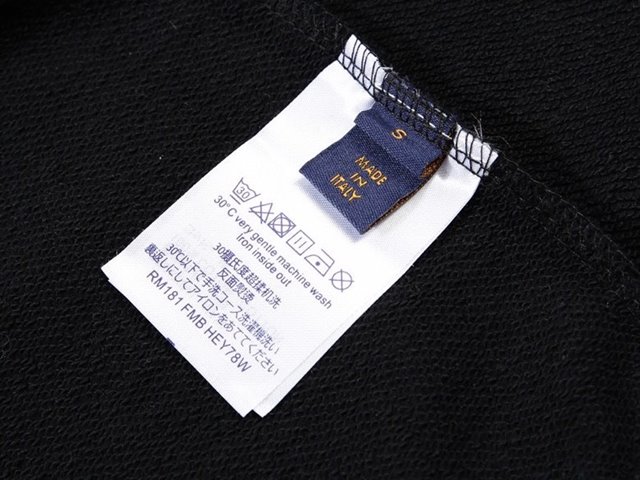 S
MADE
IN
ITALY
30
30°C very gentle machine wash
Iron inside out
30摄氏度超揉机洗
反面熨烫
30℃以下で手洗コース洗濯機洗い
裏返しにしてアイロンをあててください
RM181 FMB HEY78W